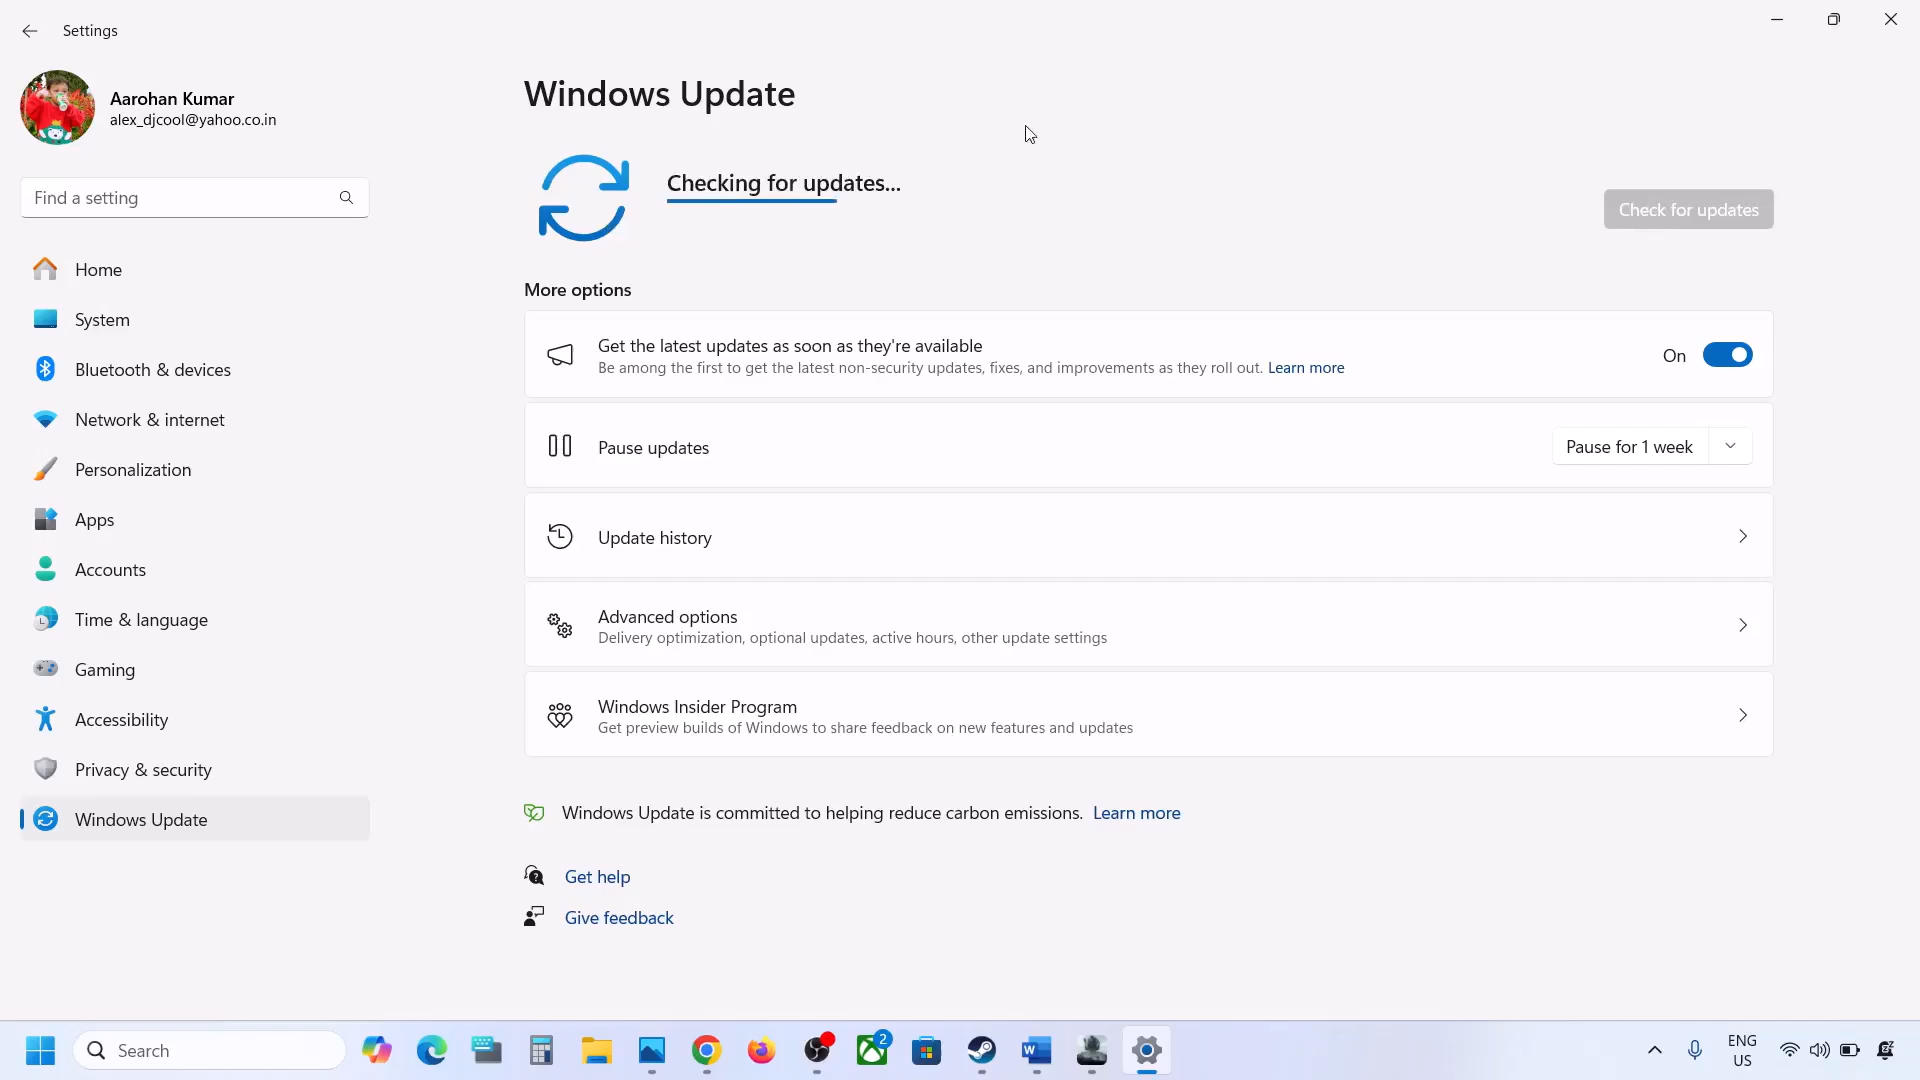 Settings
Aarohan Kumar
alex_djcool@yahoo.co.in
Find a setting
Home
System
Bluetooth & devices
Network & internet
Personalization
Apps
Accounts
Time & language
Gaming
Accessibility
Privacy & security
Windows Update
Windows Update
Checking for updates...
Check for updates
More options
Get the latest updates as soon as they're available
Be among the first to get the latest non-security updates, fixes, and improvements as they roll out. Learn more
On
Pause updates
Pause for 1 week
Update history
Advanced options
Delivery optimization, optional updates, active hours, other update settings
Windows Insider Program
Get preview builds of Windows to share feedback on new features and updates
Windows Update is committed to helping reduce carbon emissions. Learn more
Get help
Give feedback
Search
2
ENG
US